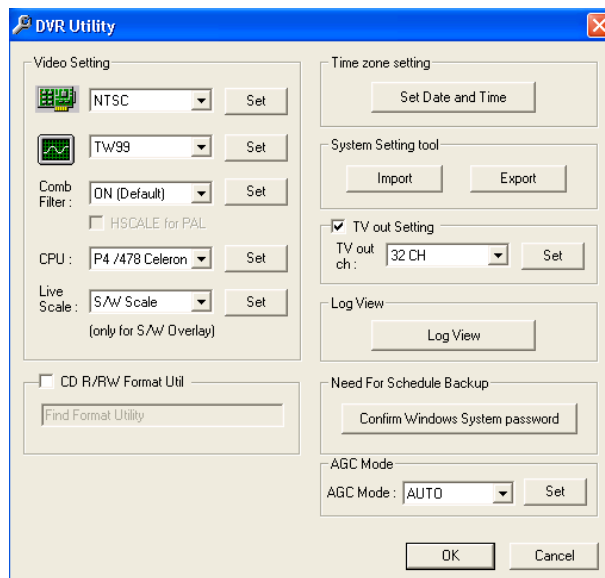 DVR Utility
Video Setting
NTSC Set
TW99 Set
Comb
Filter : ON (Default) Set
HSCALE for PAL
CPU : P4 /478 Celeron Set
Live
Scale : S/W Scale Set
(only for S/W Overlay)
CD R/RW Format Util
Find Format Utility
Time zone setting
Set Date and Time
System Setting tool
Import Export
TV out Setting
TV out
ch : 32 CH Set
Log View
Log View
Need For Schedule Backup
Confirm Windows System password
AGC Mode
AGC Mode : AUTO Set
OK Cancel